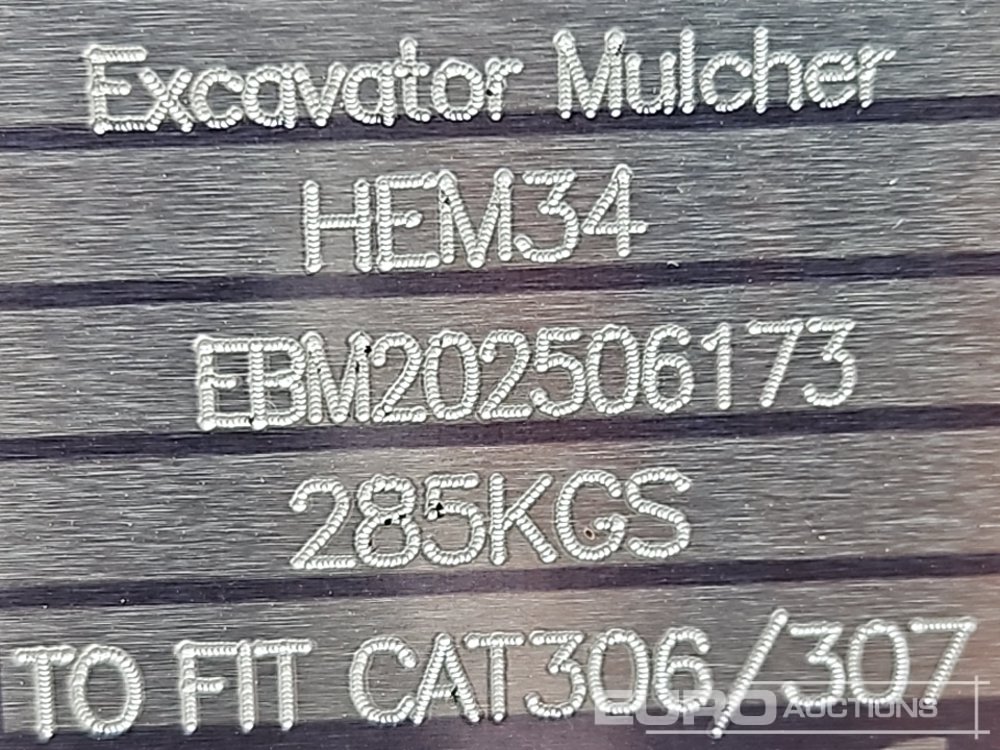 Excavator Mulcher
HEM34
EBM202506173
285KGS
TO FIT CAT306/307
EURO AUCTIONS